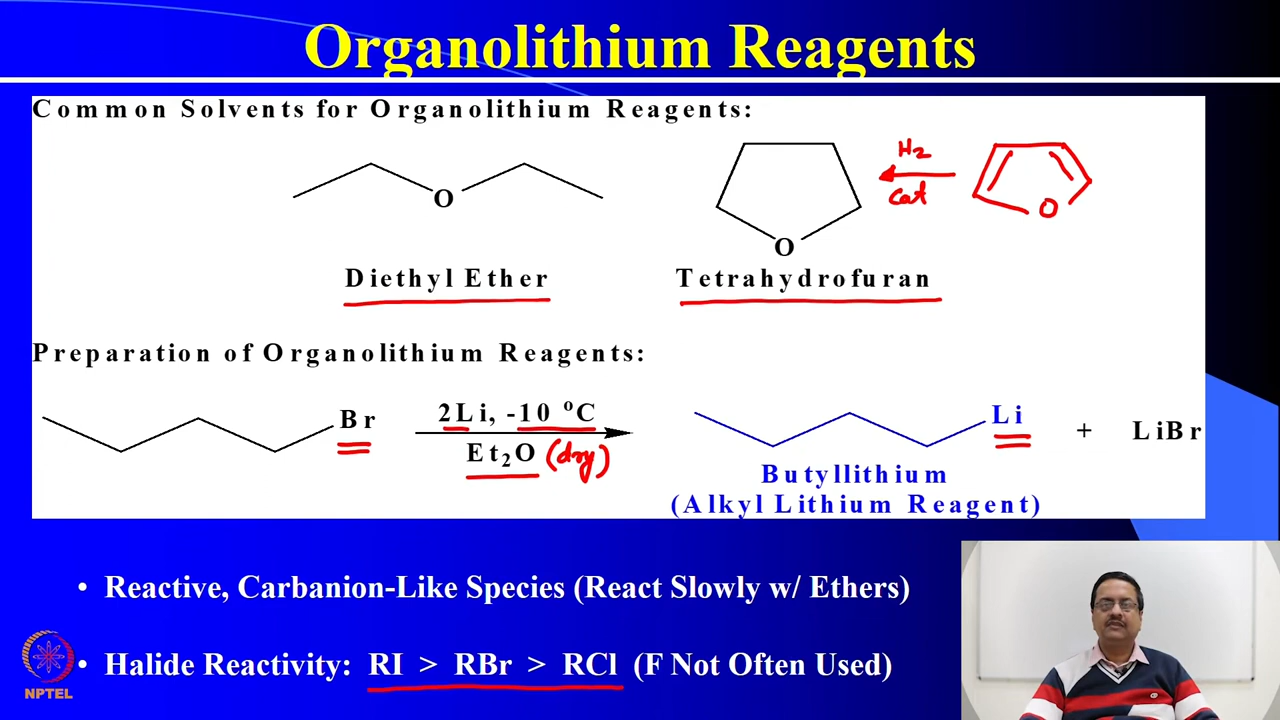 Organolithium Reagents
Common Solvents for Organolithium Reagents:
H2
cat
O
O
O
Diethyl Ether
Tetrahydrofuran
Preparation of Organolithium Reagents:
Br
2Li, -10 °C
Et2O (dry)
Li
+ LiBr
Butyllithium
(Alkyl Lithium Reagent)
• Reactive, Carbanion-Like Species (React Slowly w/ Ethers)
• Halide Reactivity: RI > RBr > RCl (F Not Often Used)
NPTEL